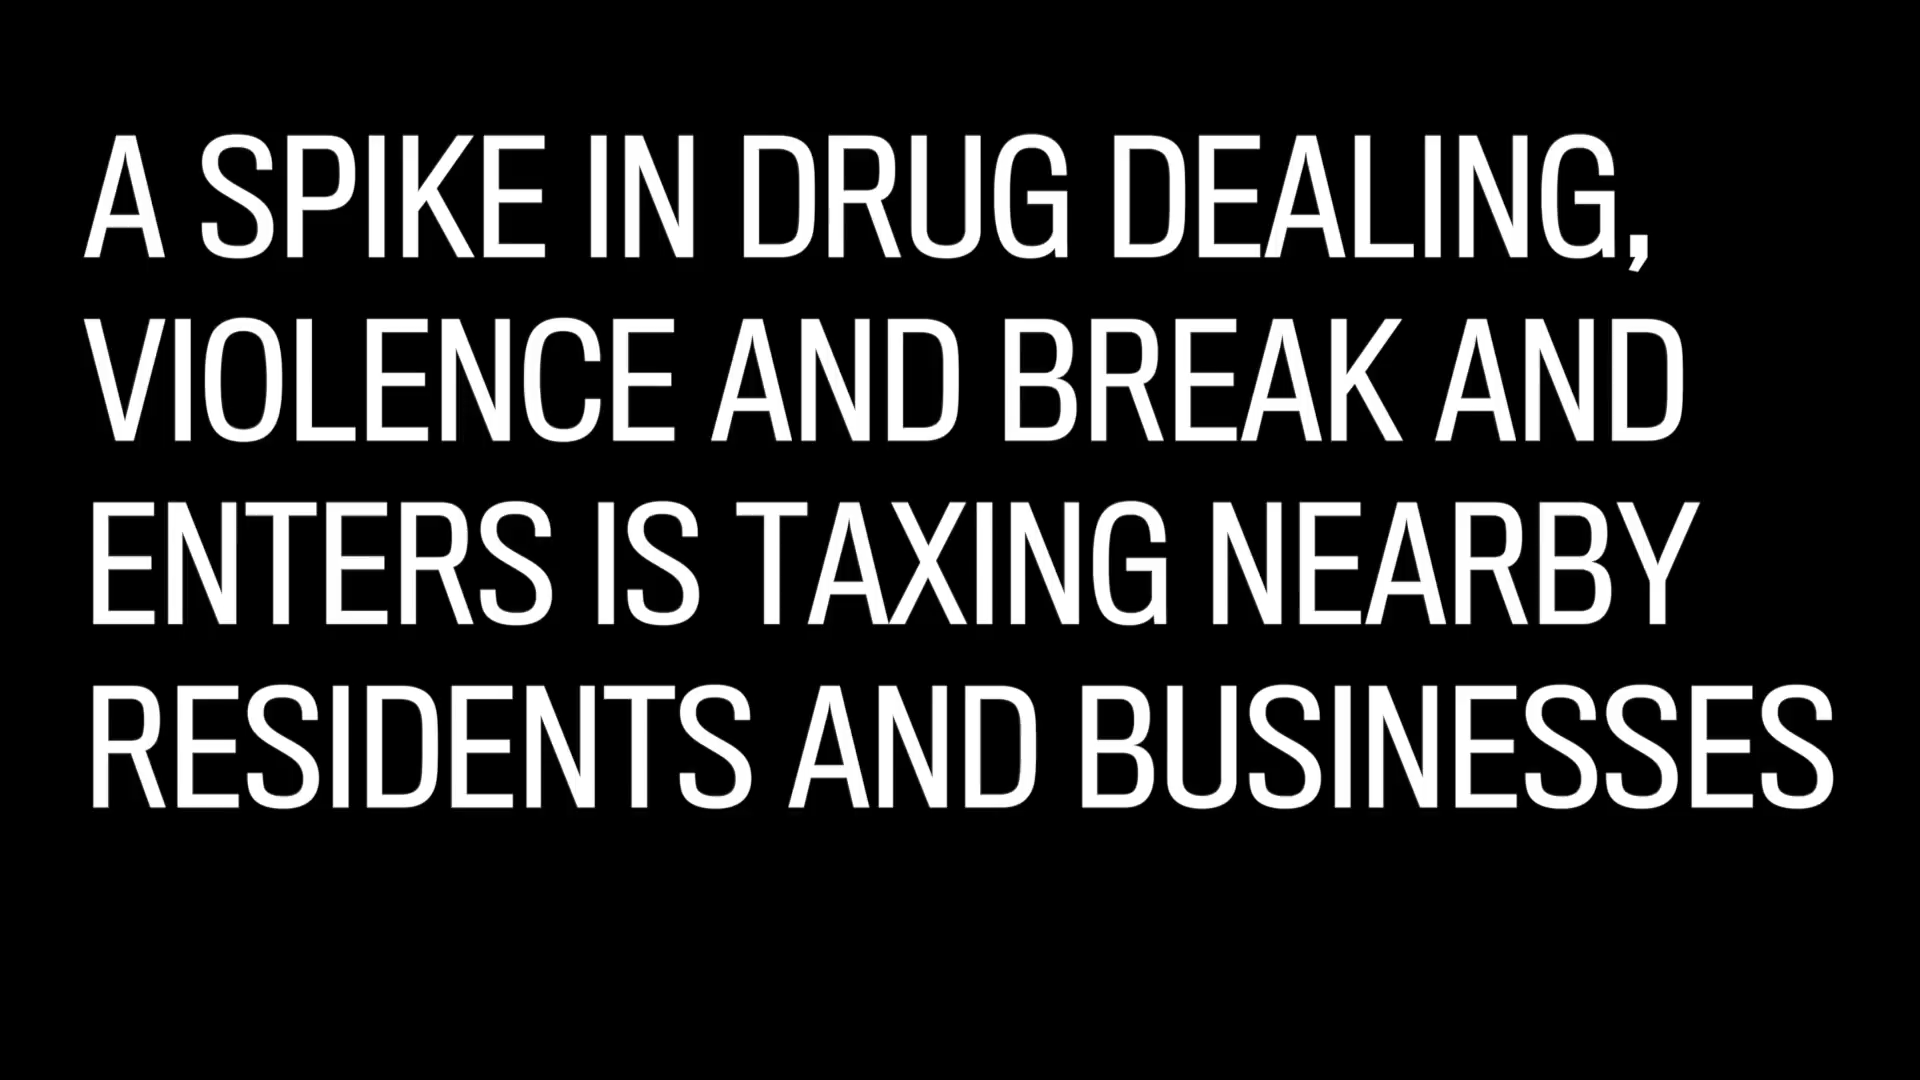 A SPIKE IN DRUG DEALING,
VIOLENCE AND BREAK AND
ENTERS IS TAXING NEARBY
RESIDENTS AND BUSINESSES